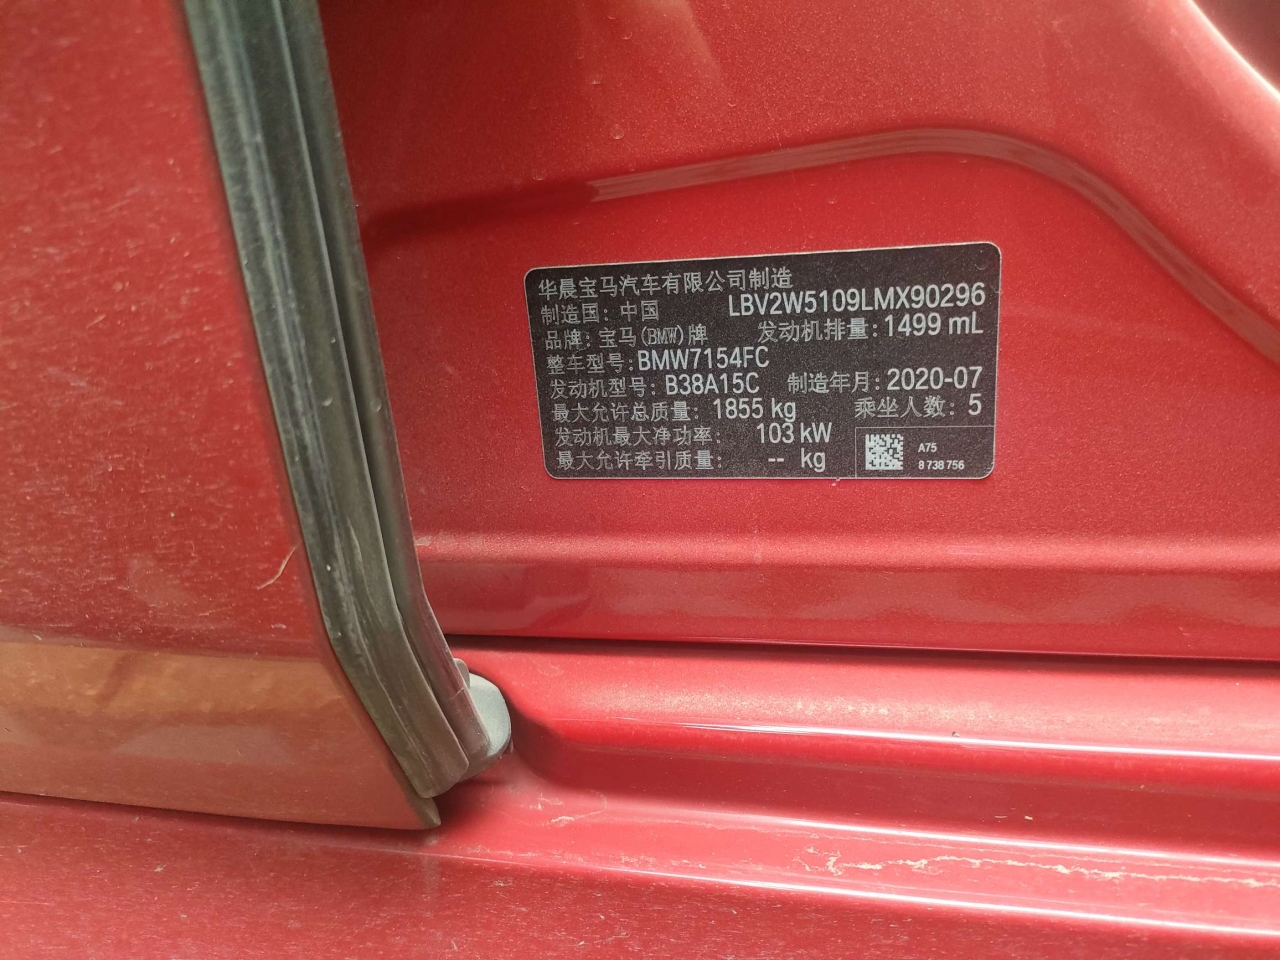 华晨宝马汽车有限公司制造
制造国：中国 LBV2W5109LMX90296
品牌：宝马(BMW)牌 发动机排量：1499 mL
整车型号：BMW7154FC
发动机型号：B38A15C 制造年月：2020-07
最大允许总质量：1855 kg 乘坐人数：5
发动机最大净功率：103 kW
最大允许牵引质量：-- kg
A75
8 738 756